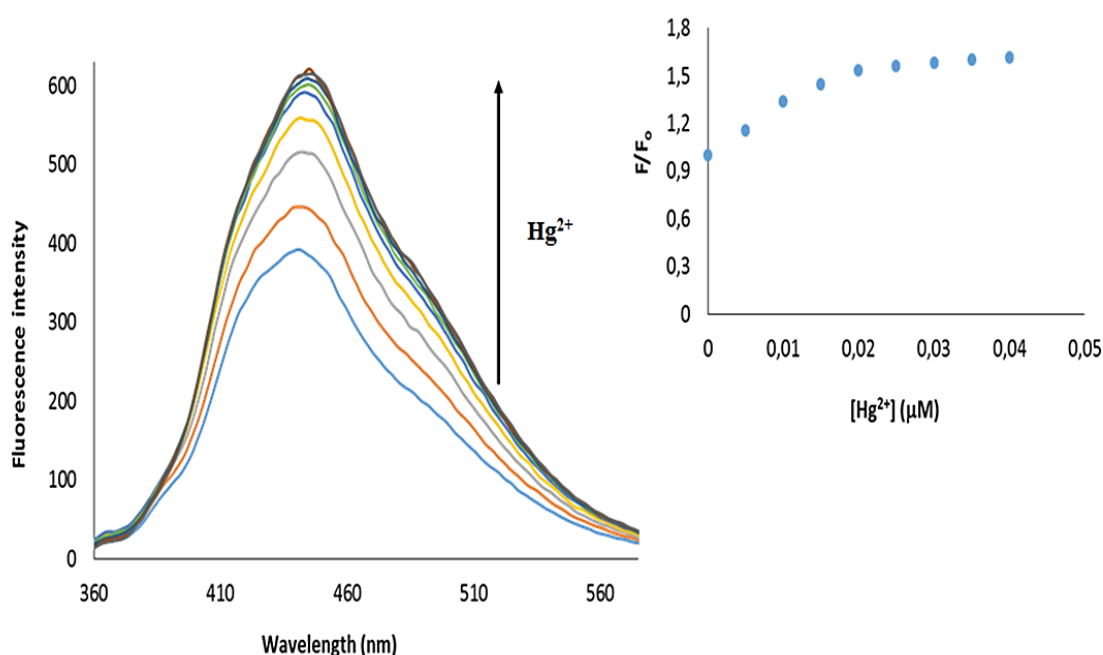 Fluorescence intensity
600
500
400
300
200
100
0
360 410 460 510 560
Wavelength (nm)
Hg²⁺
F/Fₒ
1,8
1,5
1,2
0,9
0,6
0,3
0
0 0,01 0,02 0,03 0,04 0,05
[Hg²⁺] (µM)